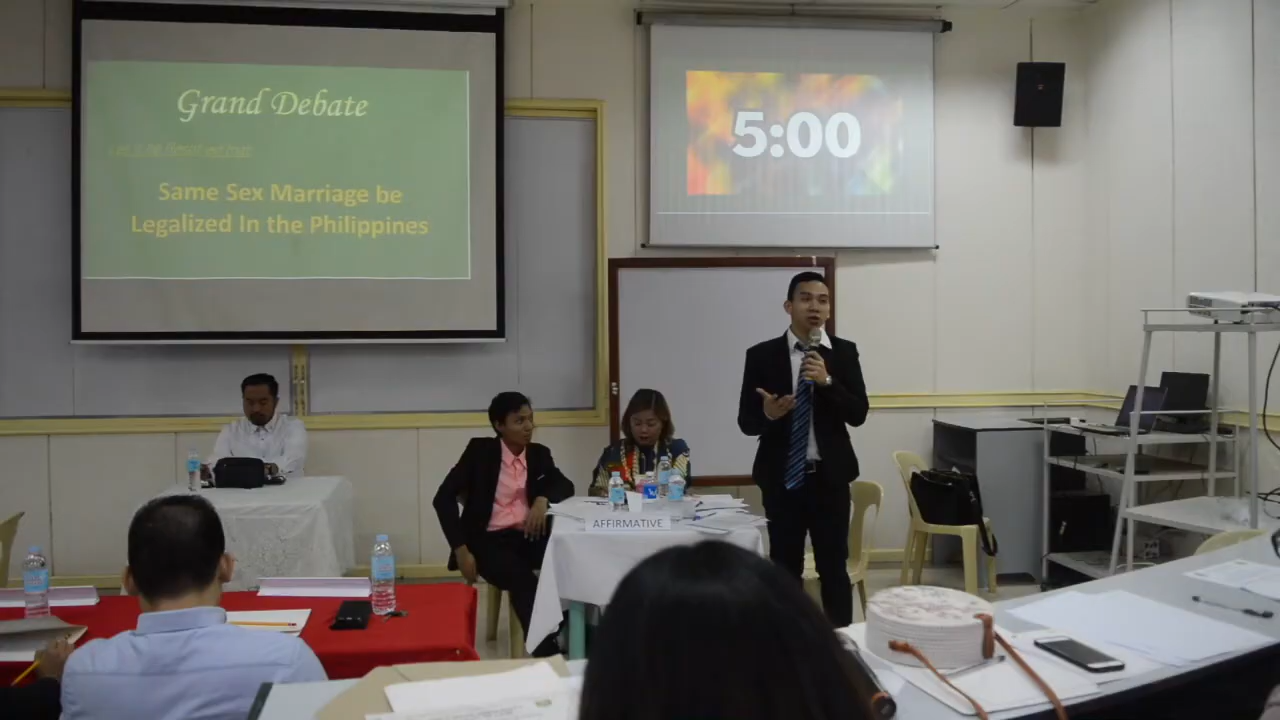 Grand Debate
Same Sex Marriage be
Legalized In the Philippines
5:00
AFFIRMATIVE